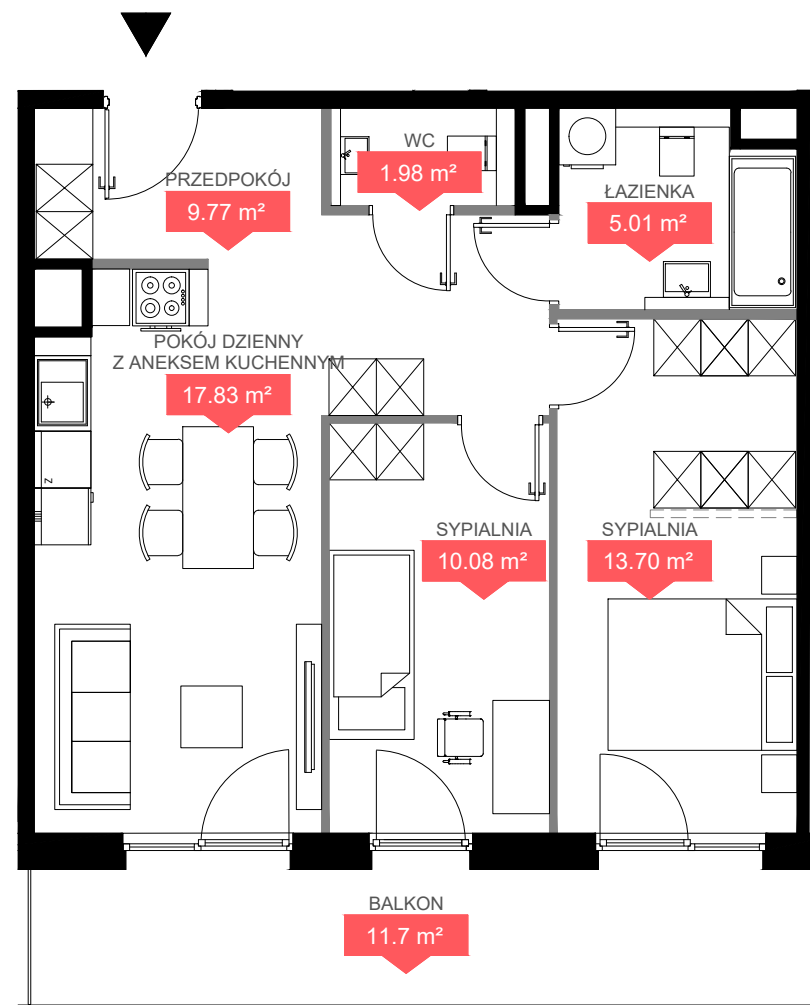 WC
1.98 m²
PRZEDPOKÓJ
9.77 m²
ŁAZIENKA
5.01 m²
POKÓJ DZIENNY
Z ANEKSEM KUCHENNYM
17.83 m²
Z
SYPIALNIA
10.08 m²
SYPIALNIA
13.70 m²
BALKON
11.7 m²